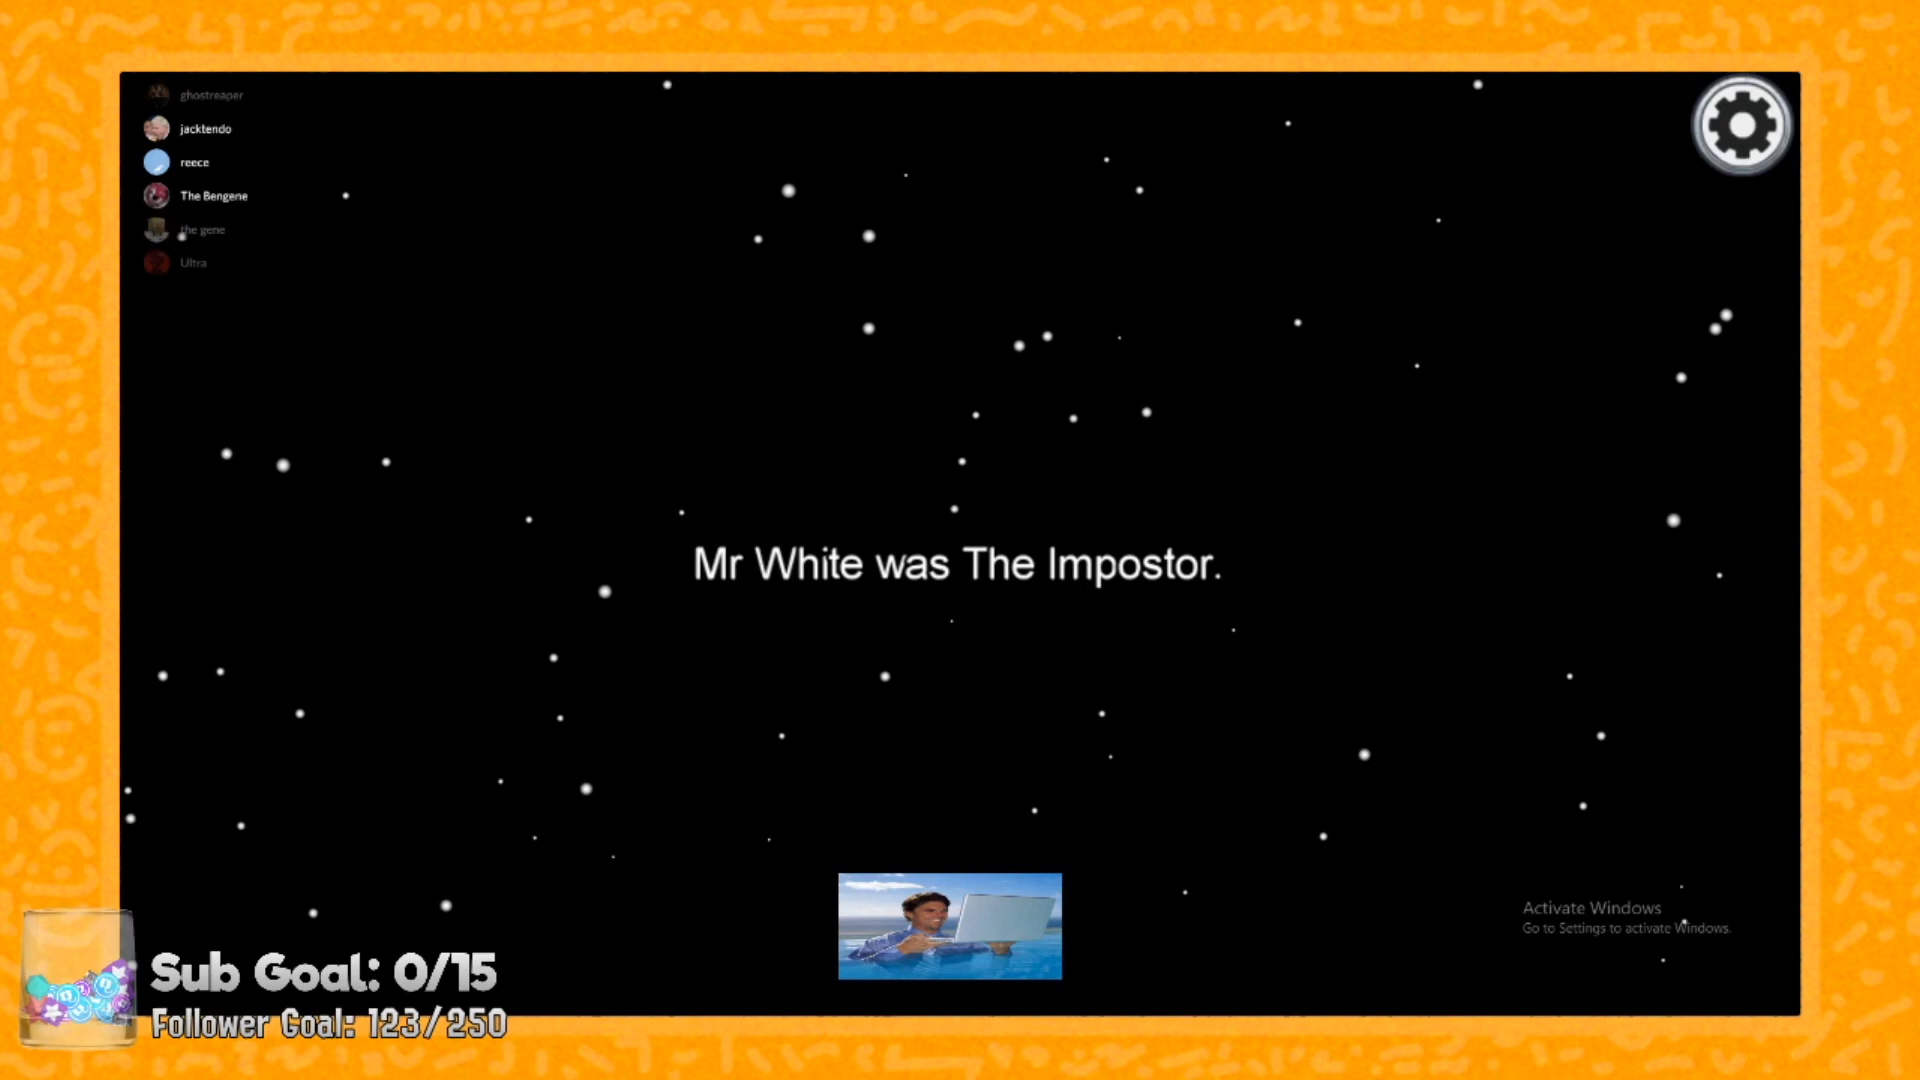 ghostreaper
jacktendo
reece
The Bengene
the gene
Ultra
Mr White was The Impostor.
Activate Windows
Go to Settings to activate Windows.
Sub Goal: 0/15
Follower Goal: 123/250